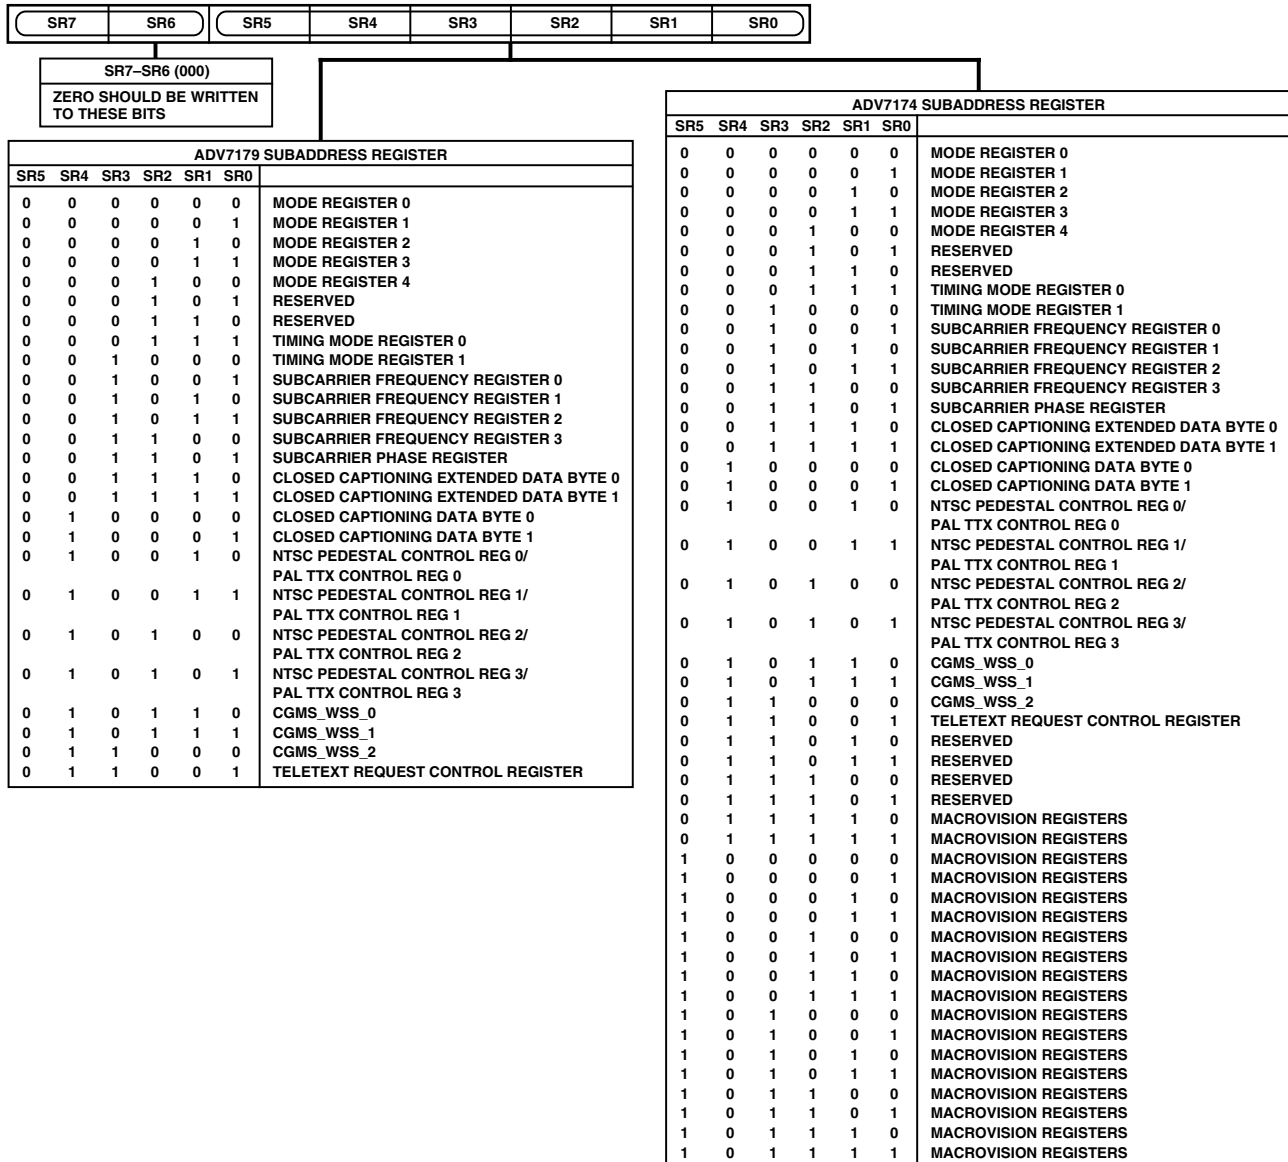 SR7 SR6 SR5 SR4 SR3 SR2 SR1 SR0
SR7–SR6 (000)
ZERO SHOULD BE WRITTEN
TO THESE BITS
ADV7179 SUBADDRESS REGISTER
SR5 SR4 SR3 SR2 SR1 SR0
0 0 0 0 0 0 MODE REGISTER 0
0 0 0 0 0 1 MODE REGISTER 1
0 0 0 0 1 0 MODE REGISTER 2
0 0 0 0 1 1 MODE REGISTER 3
0 0 0 1 0 0 MODE REGISTER 4
0 0 0 1 0 1 RESERVED
0 0 0 1 1 0 RESERVED
0 0 0 1 1 1 TIMING MODE REGISTER 0
0 0 1 0 0 0 TIMING MODE REGISTER 1
0 0 1 0 0 1 SUBCARRIER FREQUENCY REGISTER 0
0 0 1 0 1 0 SUBCARRIER FREQUENCY REGISTER 1
0 0 1 0 1 1 SUBCARRIER FREQUENCY REGISTER 2
0 0 1 1 0 0 SUBCARRIER FREQUENCY REGISTER 3
0 0 1 1 0 1 SUBCARRIER PHASE REGISTER
0 0 1 1 1 0 CLOSED CAPTIONING EXTENDED DATA BYTE 0
0 0 1 1 1 1 CLOSED CAPTIONING EXTENDED DATA BYTE 1
0 1 0 0 0 0 CLOSED CAPTIONING DATA BYTE 0
0 1 0 0 0 1 CLOSED CAPTIONING DATA BYTE 1
0 1 0 0 1 0 NTSC PEDESTAL CONTROL REG 0/
PAL TTX CONTROL REG 0
0 1 0 0 1 1 NTSC PEDESTAL CONTROL REG 1/
PAL TTX CONTROL REG 1
0 1 0 1 0 0 NTSC PEDESTAL CONTROL REG 2/
PAL TTX CONTROL REG 2
0 1 0 1 0 1 NTSC PEDESTAL CONTROL REG 3/
PAL TTX CONTROL REG 3
0 1 0 1 1 0 CGMS_WSS_0
0 1 0 1 1 1 CGMS_WSS_1
0 1 1 0 0 0 CGMS_WSS_2
0 1 1 0 0 1 TELETEXT REQUEST CONTROL REGISTER
ADV7174 SUBADDRESS REGISTER
SR5 SR4 SR3 SR2 SR1 SR0
0 0 0 0 0 0 MODE REGISTER 0
0 0 0 0 0 1 MODE REGISTER 1
0 0 0 0 1 0 MODE REGISTER 2
0 0 0 0 1 1 MODE REGISTER 3
0 0 0 1 0 0 MODE REGISTER 4
0 0 0 1 0 1 RESERVED
0 0 0 1 1 0 RESERVED
0 0 0 1 1 1 TIMING MODE REGISTER 0
0 0 1 0 0 0 TIMING MODE REGISTER 1
0 0 1 0 0 1 SUBCARRIER FREQUENCY REGISTER 0
0 0 1 0 1 0 SUBCARRIER FREQUENCY REGISTER 1
0 0 1 0 1 1 SUBCARRIER FREQUENCY REGISTER 2
0 0 1 1 0 0 SUBCARRIER FREQUENCY REGISTER 3
0 0 1 1 0 1 SUBCARRIER PHASE REGISTER
0 0 1 1 1 0 CLOSED CAPTIONING EXTENDED DATA BYTE 0
0 0 1 1 1 1 CLOSED CAPTIONING EXTENDED DATA BYTE 1
0 1 0 0 0 0 CLOSED CAPTIONING DATA BYTE 0
0 1 0 0 0 1 CLOSED CAPTIONING DATA BYTE 1
0 1 0 0 1 0 NTSC PEDESTAL CONTROL REG 0/
PAL TTX CONTROL REG 0
0 1 0 0 1 1 NTSC PEDESTAL CONTROL REG 1/
PAL TTX CONTROL REG 1
0 1 0 1 0 0 NTSC PEDESTAL CONTROL REG 2/
PAL TTX CONTROL REG 2
0 1 0 1 0 1 NTSC PEDESTAL CONTROL REG 3/
PAL TTX CONTROL REG 3
0 1 0 1 1 0 CGMS_WSS_0
0 1 0 1 1 1 CGMS_WSS_1
0 1 1 0 0 0 CGMS_WSS_2
0 1 1 0 0 1 TELETEXT REQUEST CONTROL REGISTER
0 1 1 0 1 0 RESERVED
0 1 1 0 1 1 RESERVED
0 1 1 1 0 0 RESERVED
0 1 1 1 0 1 RESERVED
0 1 1 1 1 0 MACROVISION REGISTERS
0 1 1 1 1 1 MACROVISION REGISTERS
1 0 0 0 0 0 MACROVISION REGISTERS
1 0 0 0 0 1 MACROVISION REGISTERS
1 0 0 0 1 0 MACROVISION REGISTERS
1 0 0 0 1 1 MACROVISION REGISTERS
1 0 0 1 0 0 MACROVISION REGISTERS
1 0 0 1 0 1 MACROVISION REGISTERS
1 0 0 1 1 0 MACROVISION REGISTERS
1 0 0 1 1 1 MACROVISION REGISTERS
1 0 1 0 0 0 MACROVISION REGISTERS
1 0 1 0 0 1 MACROVISION REGISTERS
1 0 1 0 1 0 MACROVISION REGISTERS
1 0 1 0 1 1 MACROVISION REGISTERS
1 0 1 1 0 0 MACROVISION REGISTERS
1 0 1 1 0 1 MACROVISION REGISTERS
1 0 1 1 1 0 MACROVISION REGISTERS
1 0 1 1 1 1 MACROVISION REGISTERS